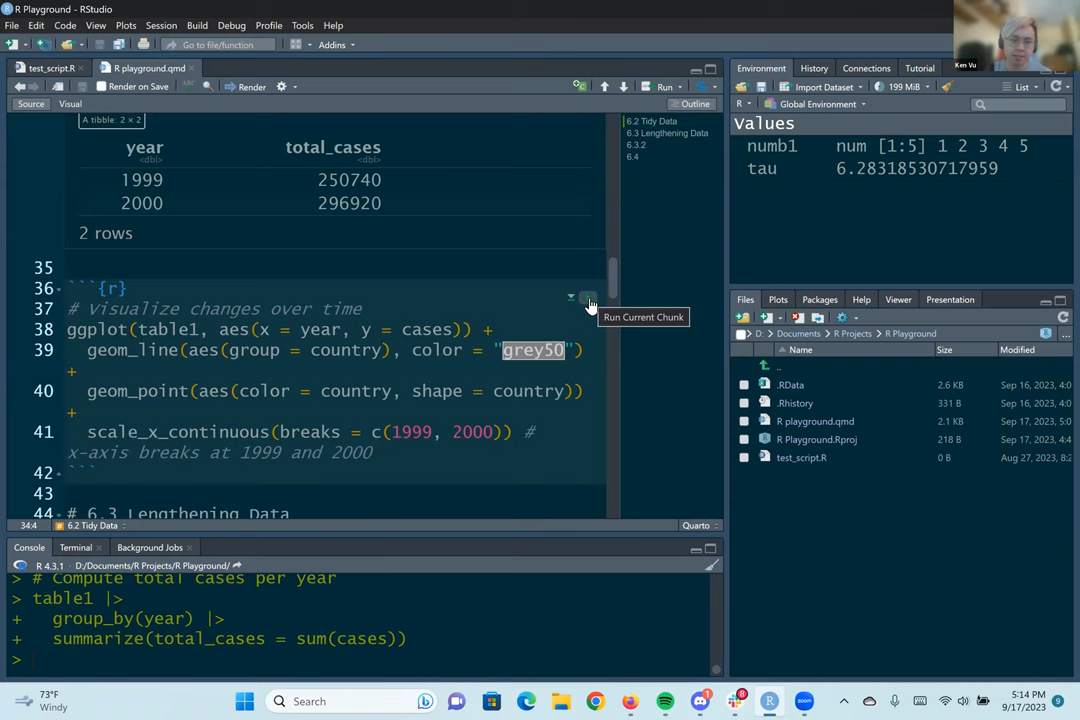 R Playground - RStudio
File Edit Code View Plots Session Build Debug Profile Tools Help
Go to file/function Addins
Ken Vu
test_script.R R playground.qmd
Render on Save ABC Render Run
Source Visual Outline
A tibble: 2 × 2
year total_cases
<dbl> <dbl>
1999 250740
2000 296920
2 rows
35
36 ```{r}
37 # Visualize changes over time
38 ggplot(table1, aes(x = year, y = cases)) +
39 geom_line(aes(group = country), color = "grey50")
+
40 geom_point(aes(color = country, shape = country))
+
41 scale_x_continuous(breaks = c(1999, 2000)) #
x-axis breaks at 1999 and 2000
42 ```
43
44 # 6.3 Lengthening Data
Run Current Chunk
6.2 Tidy Data
6.3 Lengthening Data
6.3.2
6.4
34:4 6.2 Tidy Data Quarto
Console Terminal Background Jobs
R 4.3.1 · D:/Documents/R Projects/R Playground/
> # Compute total cases per year
> table1 |>
+ group_by(year) |>
+ summarize(total_cases = sum(cases))
>
Environment History Connections Tutorial
Import Dataset 199 MiB List
R Global Environment
Values
numb1 num [1:5] 1 2 3 4 5
tau 6.28318530717959
Files Plots Packages Help Viewer Presentation
D: Documents R Projects R Playground ...
Name Size Modified
..
.RData 2.6 KB Sep 16, 2023, 4:0
.Rhistory 331 B Sep 16, 2023, 4:0
R playground.qmd 2.1 KB Sep 17, 2023, 4:0
R Playground.Rproj 218 B Sep 17, 2023, 4:4
test_script.R 0 B Aug 27, 2023, 8:2
73°F
Windy
Search
1
8
5:14 PM
9/17/2023
9